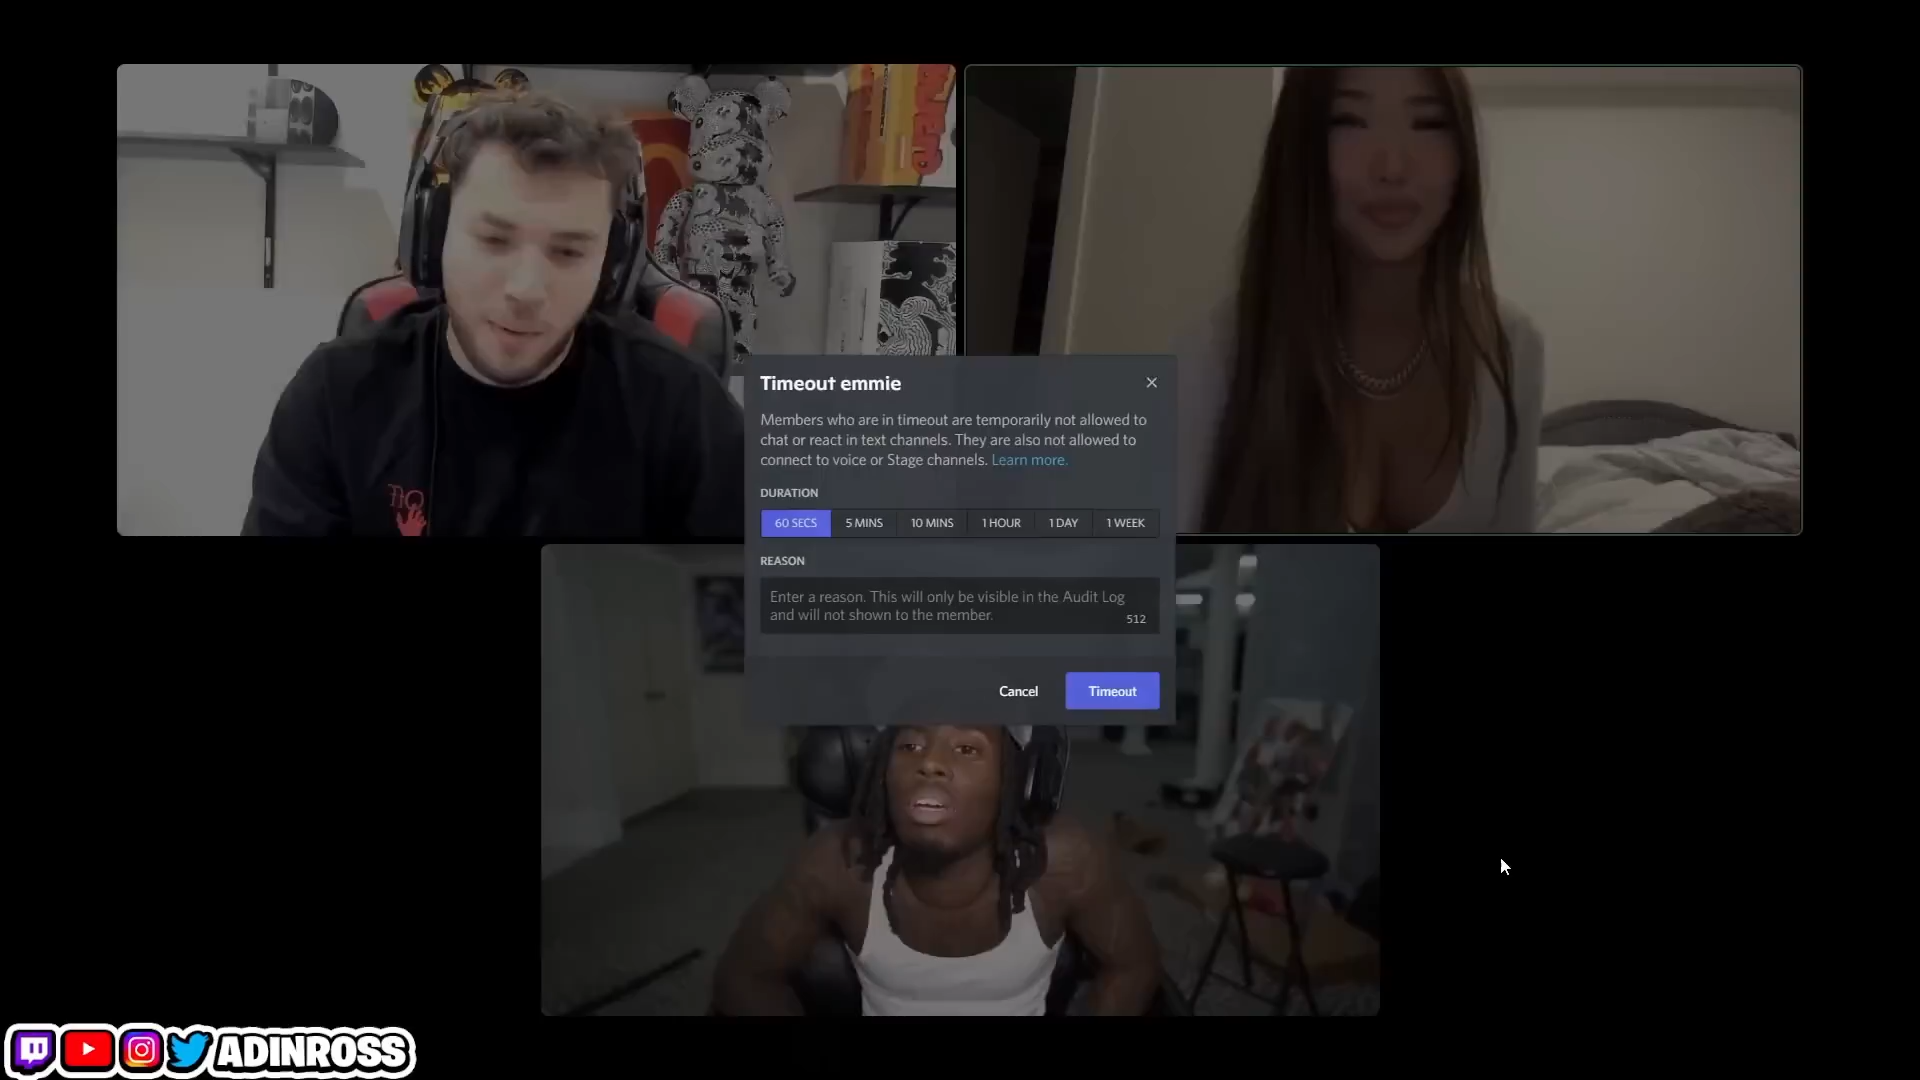 Timeout emmie
Members who are in timeout are temporarily not allowed to
chat or react in text channels. They are also not allowed to
connect to voice or Stage channels. Learn more.
DURATION
60 SECS 5 MINS 10 MINS 1 HOUR 1 DAY 1 WEEK
REASON
Enter a reason. This will only be visible in the Audit Log
and will not shown to the member.
512
Cancel Timeout
ADINROSS